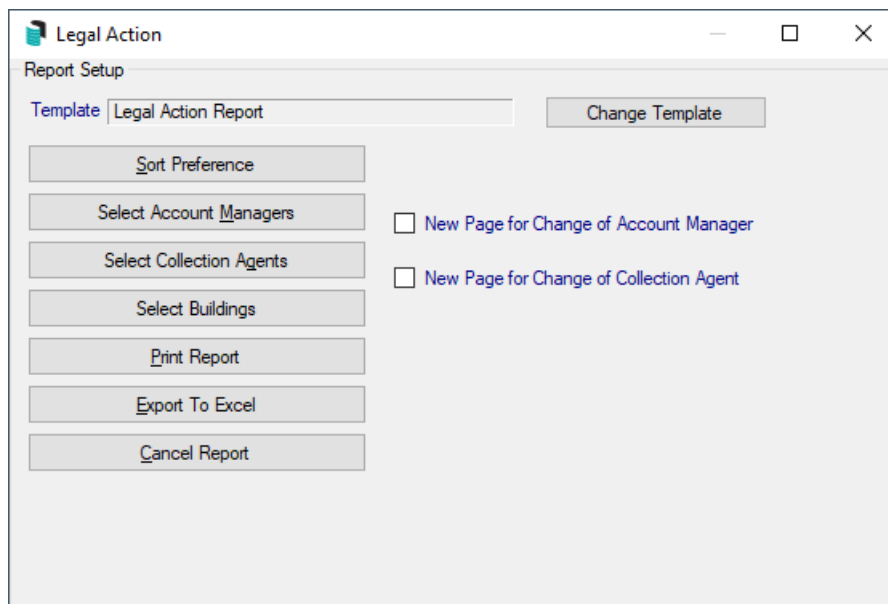 Legal Action
Report Setup
Template Legal Action Report Change Template
Sort Preference
Select Account Managers
New Page for Change of Account Manager
Select Collection Agents
New Page for Change of Collection Agent
Select Buildings
Print Report
Export To Excel
Cancel Report